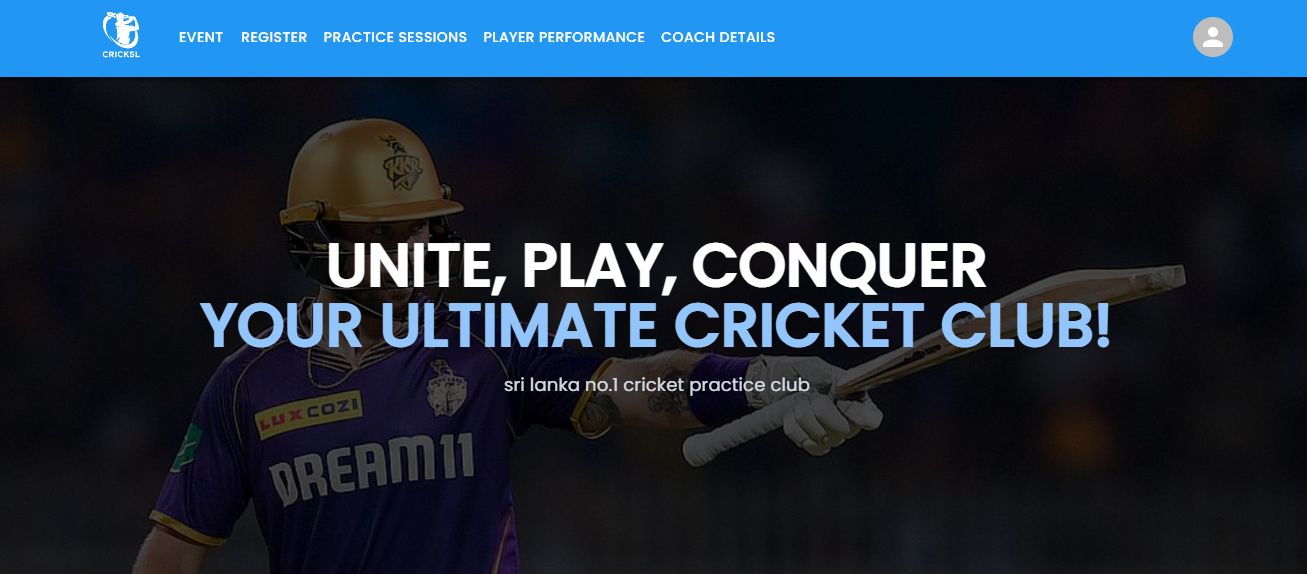 CRICKSL
EVENT REGISTER PRACTICE SESSIONS PLAYER PERFORMANCE COACH DETAILS
KKR
UNITE, PLAY, CONQUER
YOUR ULTIMATE CRICKET CLUB!
sri lanka no.1 cricket practice club
LUX COZI
DREAM11